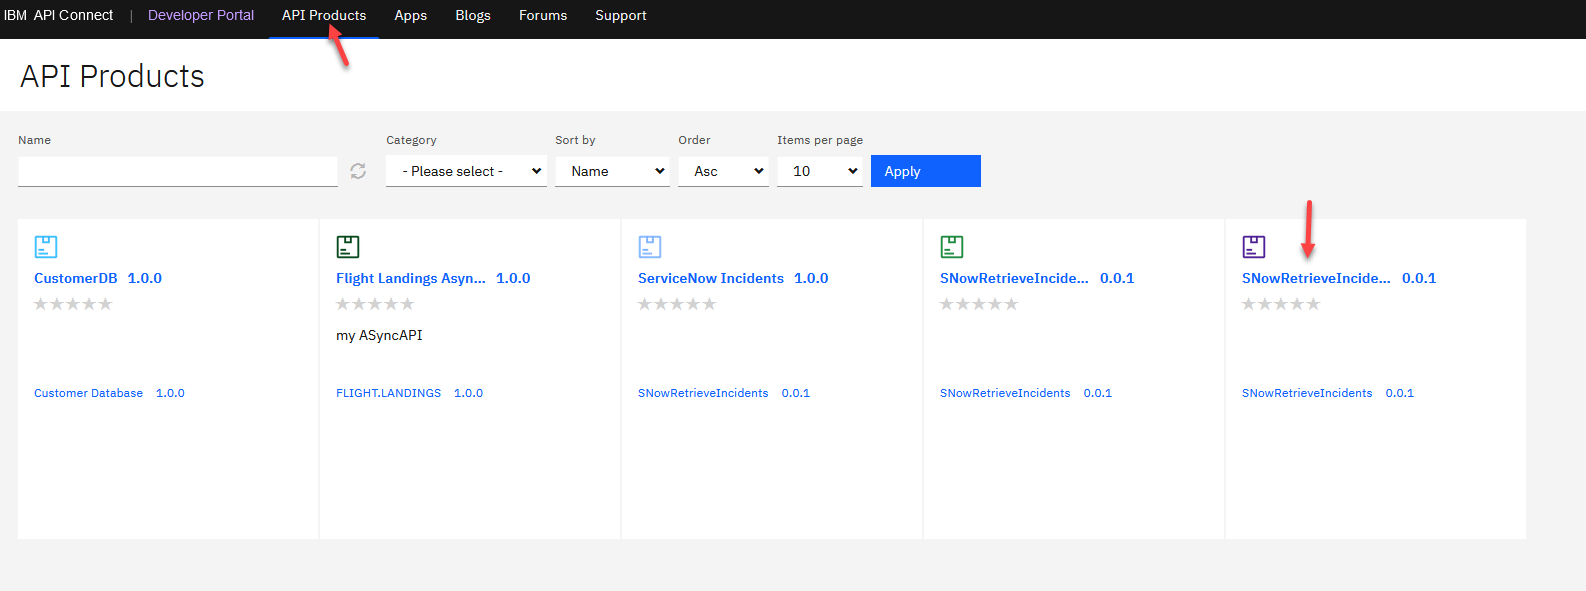 IBM API Connect | Developer Portal API Products Apps Blogs Forums Support
API Products
Name Category Sort by Order Items per page
- Please select - Name Asc 10 Apply
CustomerDB 1.0.0 Flight Landings Asyn... 1.0.0 ServiceNow Incidents 1.0.0 SNowRetrieveIncide... 0.0.1 SNowRetrieveIncide... 0.0.1
my ASyncAPI
Customer Database 1.0.0 FLIGHT.LANDINGS 1.0.0 SNowRetrieveIncidents 0.0.1 SNowRetrieveIncidents 0.0.1 SNowRetrieveIncidents 0.0.1